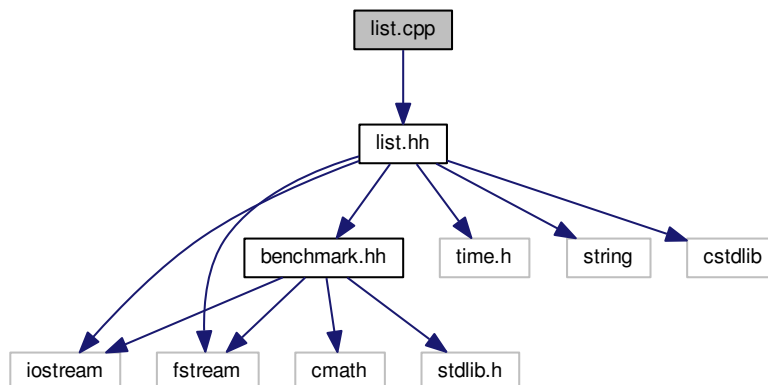 list.cpp
list.hh
benchmark.hh
time.h
string
cstdlib
iostream
fstream
cmath
stdlib.h